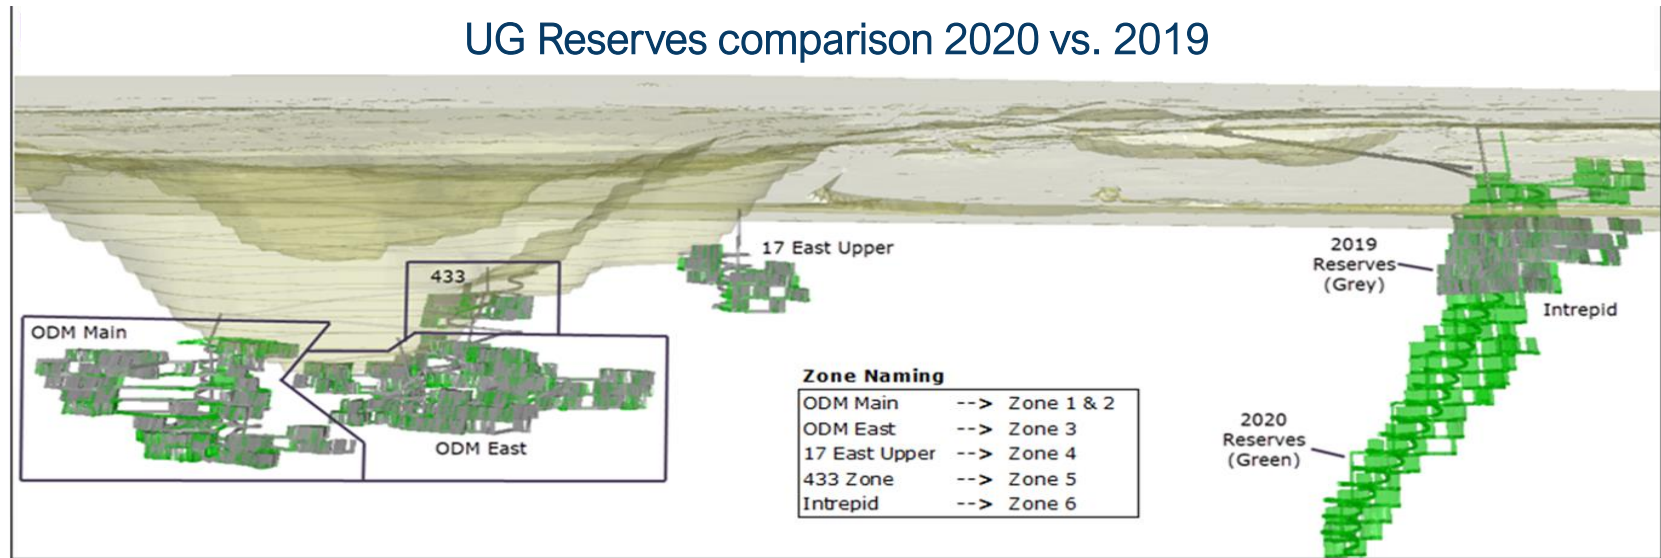 UG Reserves comparison 2020 vs. 2019
433
17 East Upper
2019
Reserves
(Grey)
Intrepid
ODM Main
ODM East
2020
Reserves
(Green)
Zone Naming
ODM Main --> Zone 1 & 2
ODM East --> Zone 3
17 East Upper --> Zone 4
433 Zone --> Zone 5
Intrepid --> Zone 6